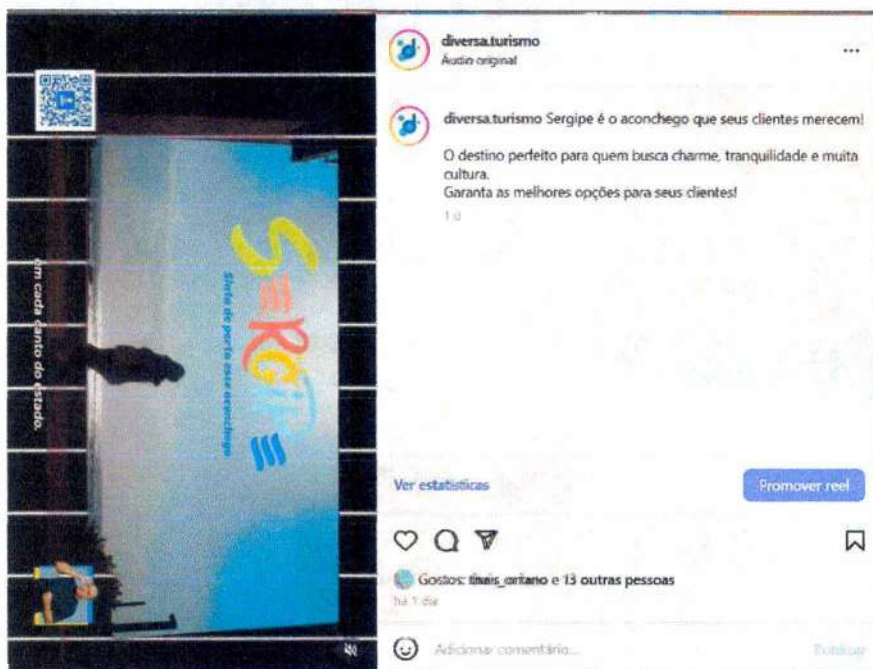 SERGIPE
Sinta de perto esse aconchego
em cada canto do estado.
diversa.turismo
Áudio original
diversa.turismo Sergipe é o aconchego que seus clientes merecem!
O destino perfeito para quem busca charme, tranquilidade e muita
cultura.
Garanta as melhores opções para seus clientes!
1 d
Ver estatísticas
Promover reel
Gostos: e 13 outras pessoas
há 1 dia
Adicionar comentário...
Publicar